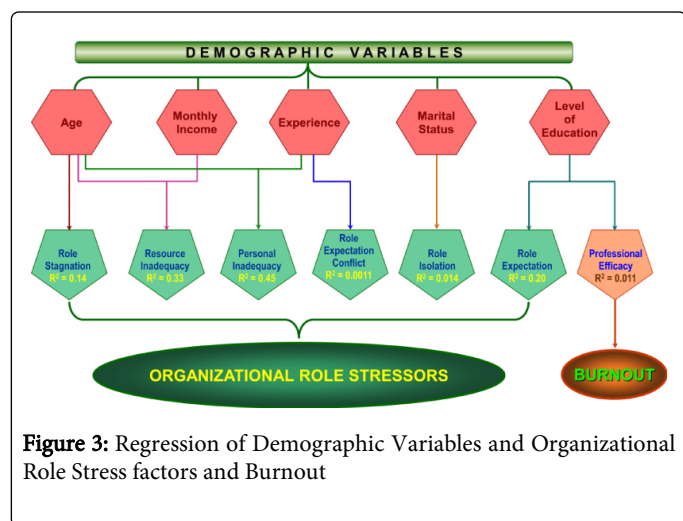 DEMOGRAPHIC VARIABLES
Age
Monthly
Income
Experience
Marital
Status
Level
of
Education
Role
Stagnation
R² = 0.14
Resource
Inadequacy
R² = 0.33
Personal
Inadequacy
R² = 0.45
Role
Expectation
Conflict
R² = 0.0011
Role
Isolation
R² = 0.014
Role
Expectation
R² = 0.20
Professional
Efficacy
R² = 0.011
ORGANIZATIONAL ROLE STRESSORS
BURNOUT
Figure 3: Regression of Demographic Variables and Organizational
Role Stress factors and Burnout